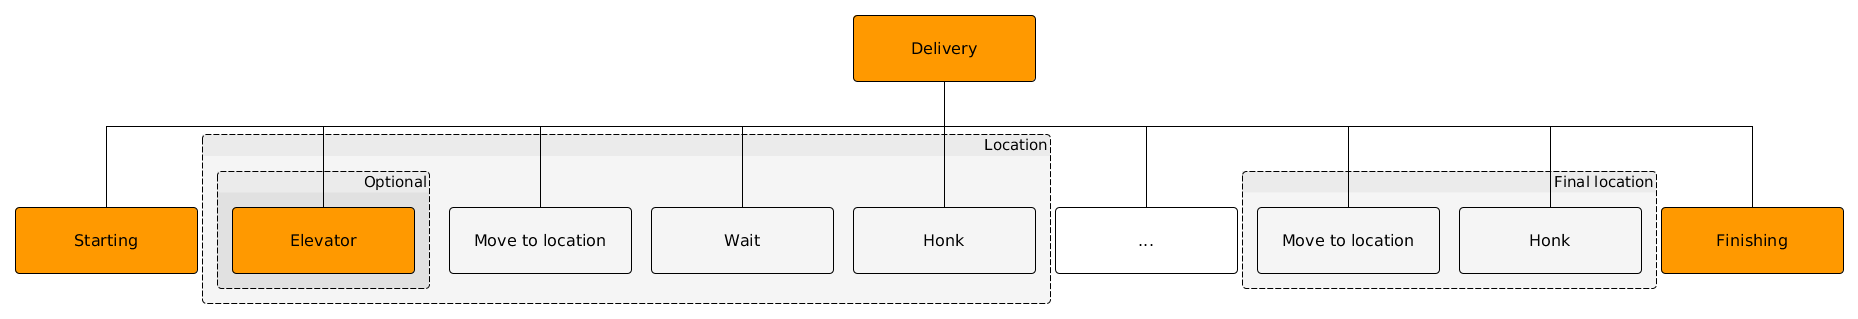 Delivery
Location
Optional
Final location
Starting
Elevator
Move to location
Wait
Honk
...
Move to location
Honk
Finishing